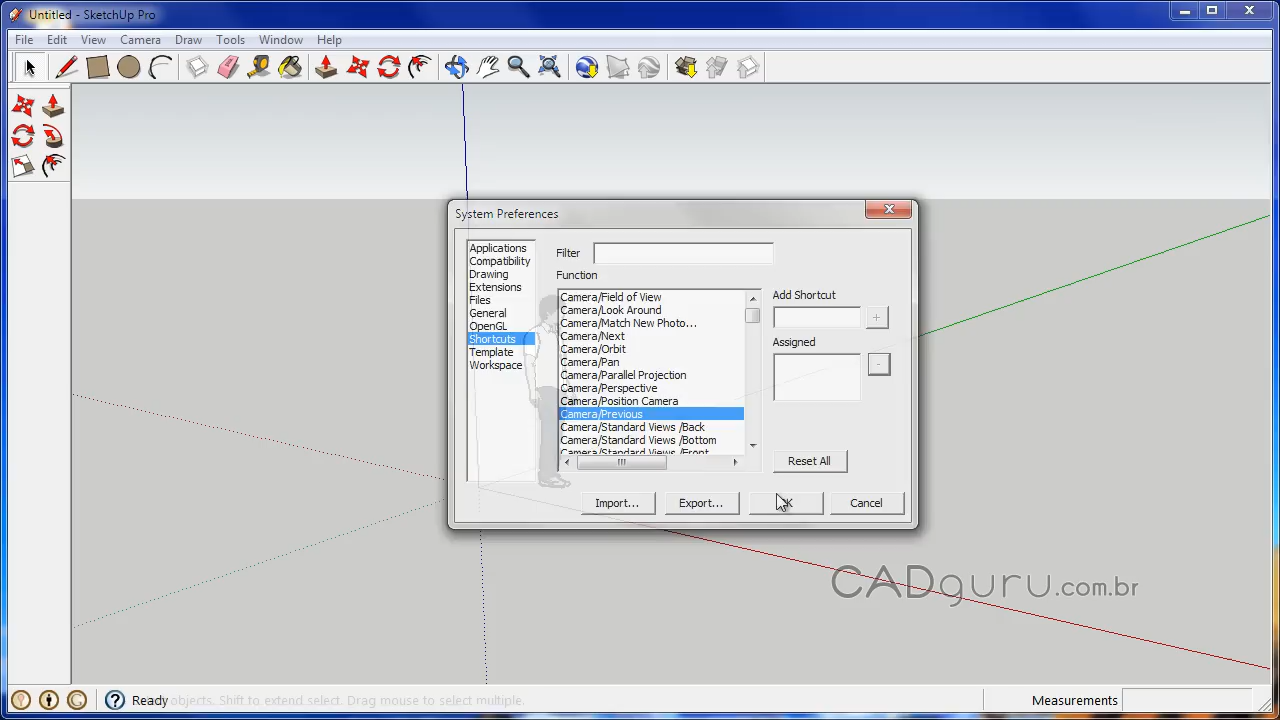 Untitled - SketchUp Pro
File Edit View Camera Draw Tools Window Help
System Preferences
Applications
Compatibility
Drawing
Extensions
Files
General
OpenGL
Shortcuts
Template
Workspace
Filter
Function
Camera/Field of View
Camera/Look Around
Camera/Match New Photo...
Camera/Next
Camera/Orbit
Camera/Pan
Camera/Parallel Projection
Camera/Perspective
Camera/Position Camera
Camera/Previous
Camera/Standard Views /Back
Camera/Standard Views /Bottom
Camera/Standard Views /Front
Add Shortcut
+
Assigned
-
Reset All
Import...
Export...
OK
Cancel
CADguru.com.br
Ready
objects. Shift to extend select. Drag mouse to select multiple.
Measurements